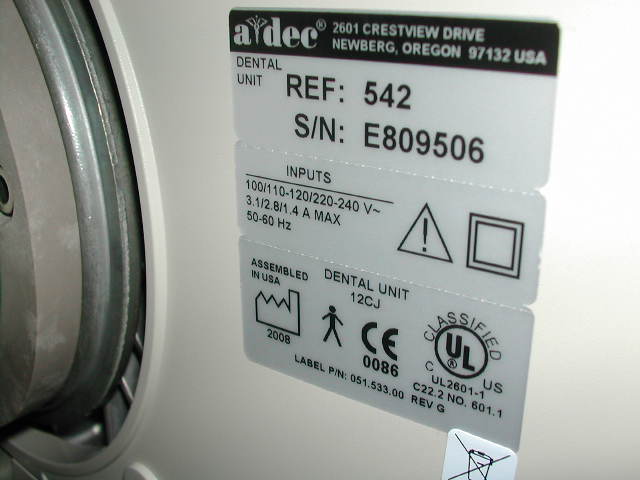 a·dec® 2601 CRESTVIEW DRIVE
NEWBERG, OREGON 97132 USA
DENTAL
UNIT
REF: 542
S/N: E809506
INPUTS
100/110-120/220-240 V~
3.1/2.8/1.4 A MAX
50-60 Hz
ASSEMBLED
IN USA
2008
DENTAL UNIT
12CJ
CE
0086
CLASSIFIED
UL
C US
UL2601-1
C22.2 NO. 601.1
LABEL P/N: 051.533.00 REV G